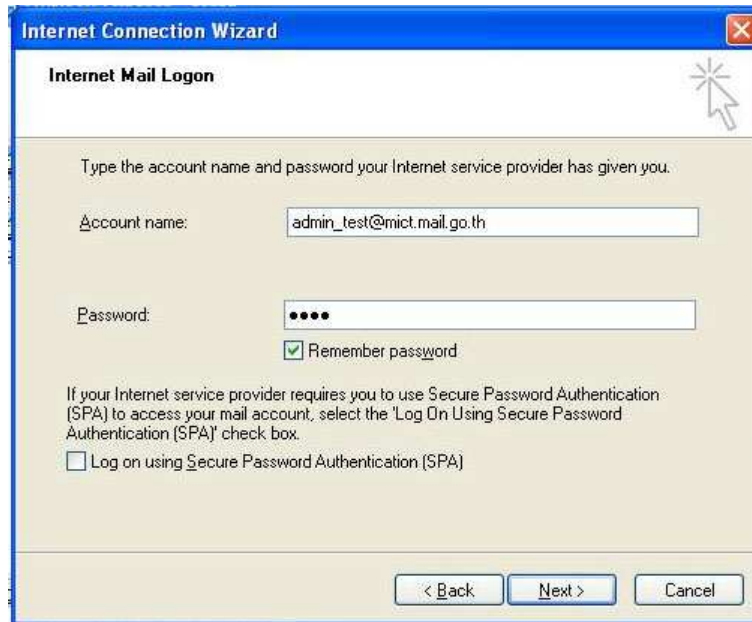 Internet Connection Wizard
Internet Mail Logon
Type the account name and password your Internet service provider has given you.
Account name:
admin_test@mict.mail.go.th
Password:
●●●●
Remember password
If your Internet service provider requires you to use Secure Password Authentication
(SPA) to access your mail account, select the 'Log On Using Secure Password
Authentication (SPA)' check box.
Log on using Secure Password Authentication (SPA)
< Back
Next >
Cancel